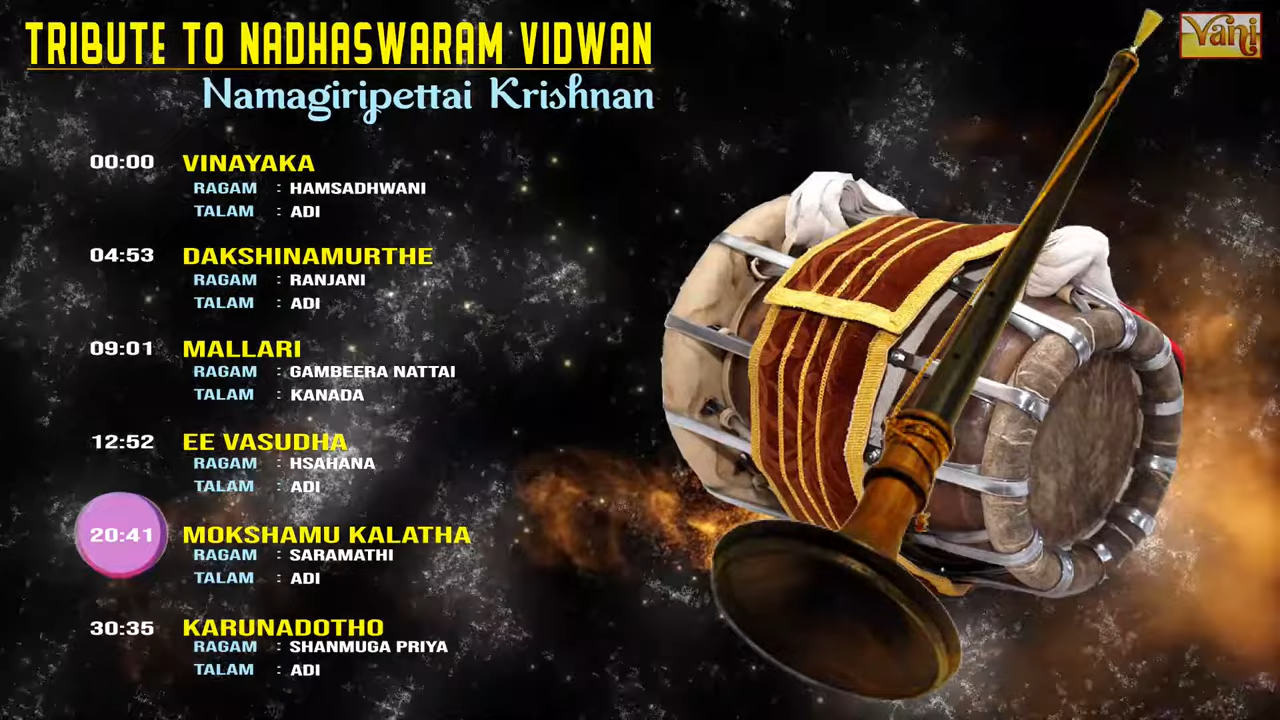 TRIBUTE TO NADHASWARAM VIDWAN
Namagiripettai Krishnan
Vani
00:00 VINAYAKA
RAGAM : HAMSADHWANI
TALAM : ADI
04:53 DAKSHINAMURTHE
RAGAM : RANJANI
TALAM : ADI
09:01 MALLARI
RAGAM : GAMBEERA NATTAI
TALAM : KANADA
12:52 EE VASUDHA
RAGAM : HSAHANA
TALAM : ADI
20:41 MOKSHAMU KALATHA
RAGAM : SARAMATHI
TALAM : ADI
30:35 KARUNADOTHO
RAGAM : SHANMUGA PRIYA
TALAM : ADI